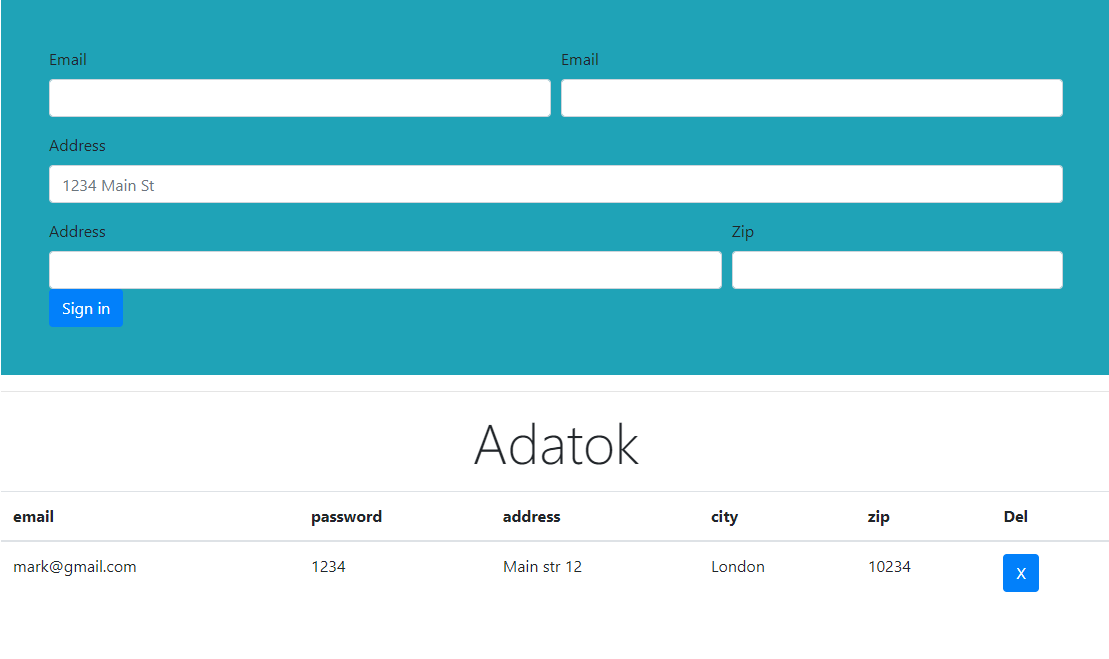 Email Email
Address
1234 Main St
Address Zip
Sign in
Adatok
email password address city zip Del
mark@gmail.com 1234 Main str 12 London 10234 X